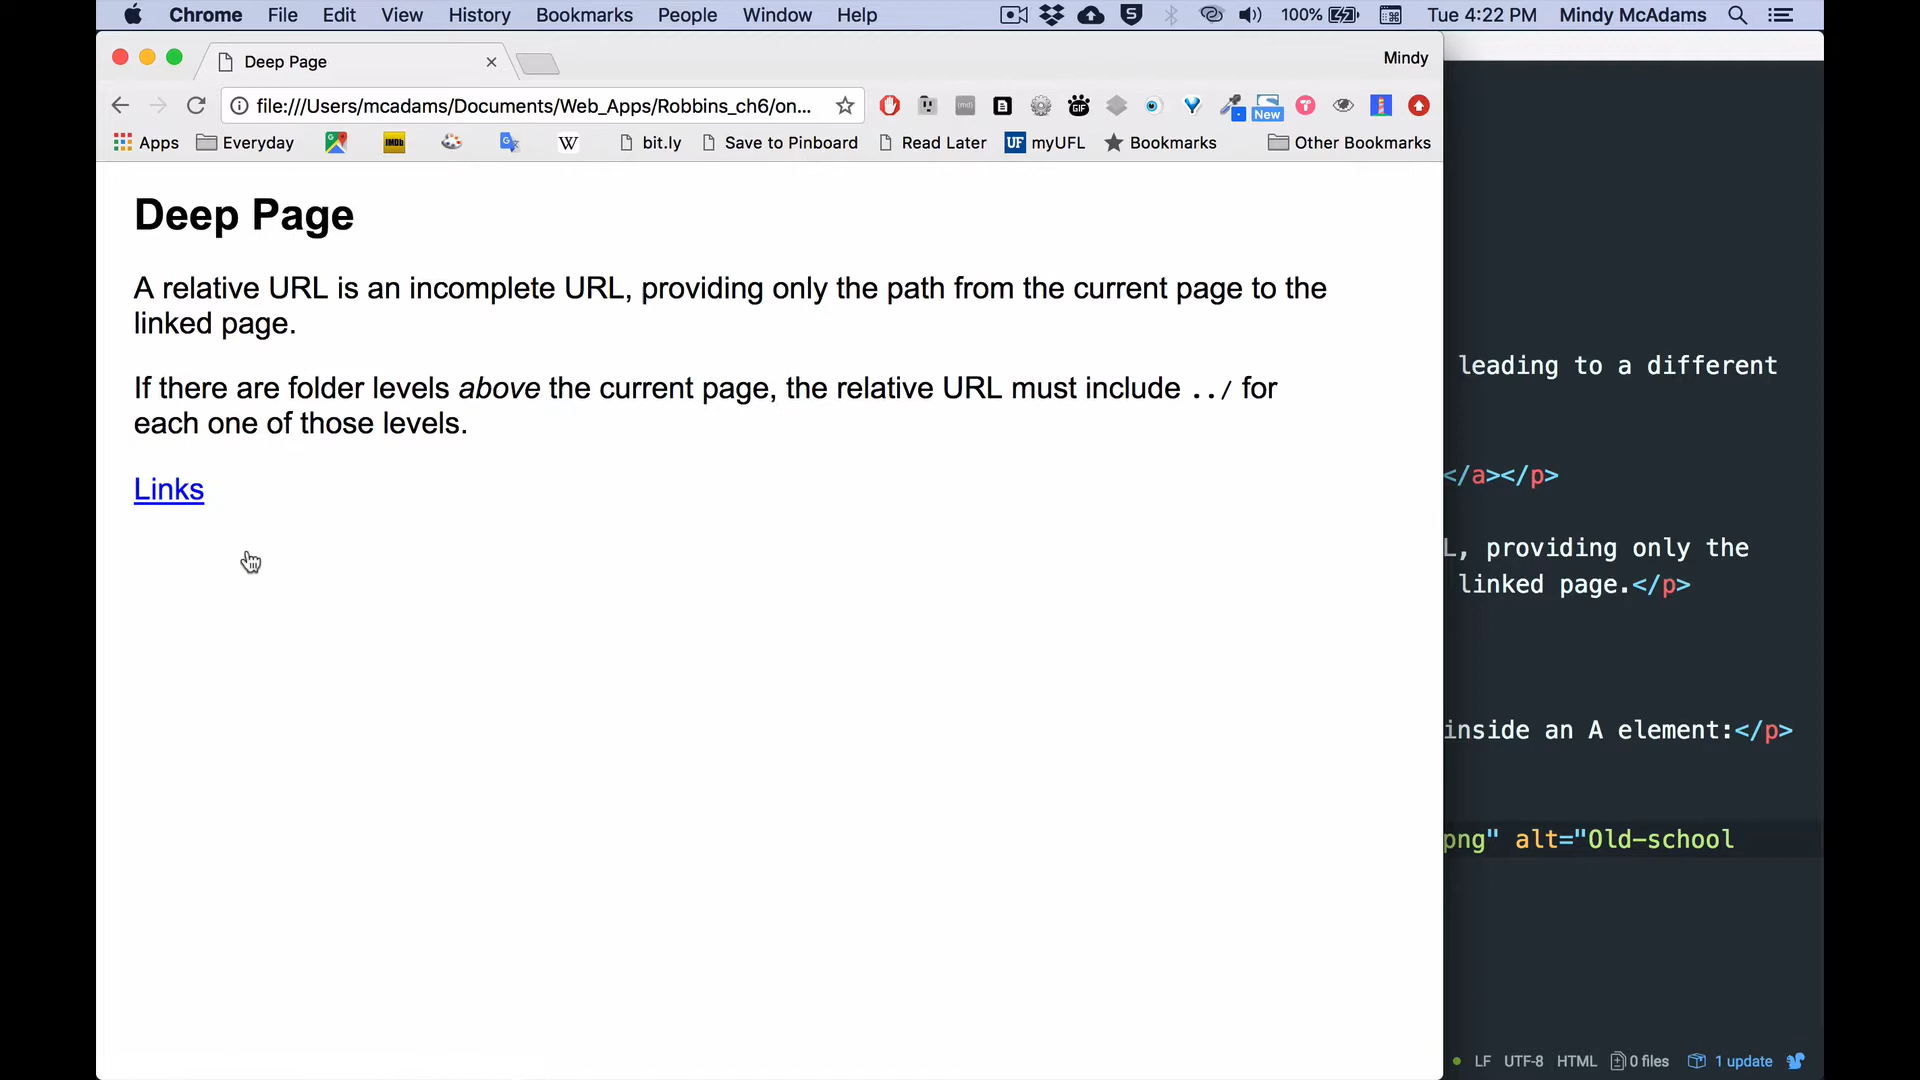 Chrome File Edit View History Bookmarks People Window Help 100% Tue 4:22 PM Mindy McAdams
Deep Page Mindy
file:///Users/mcadams/Documents/Web_Apps/Robbins_ch6/on... New
Apps Everyday IMDb W bit.ly Save to Pinboard Read Later UF myUFL Bookmarks Other Bookmarks
Deep Page
A relative URL is an incomplete URL, providing only the path from the current page to the
linked page.
If there are folder levels above the current page, the relative URL must include ../ for
each one of those levels.
Links
leading to a different
</a></p>
L, providing only the
linked page.</p>
inside an A element:</p>
png" alt="Old-school
LF UTF-8 HTML 0 files 1 update